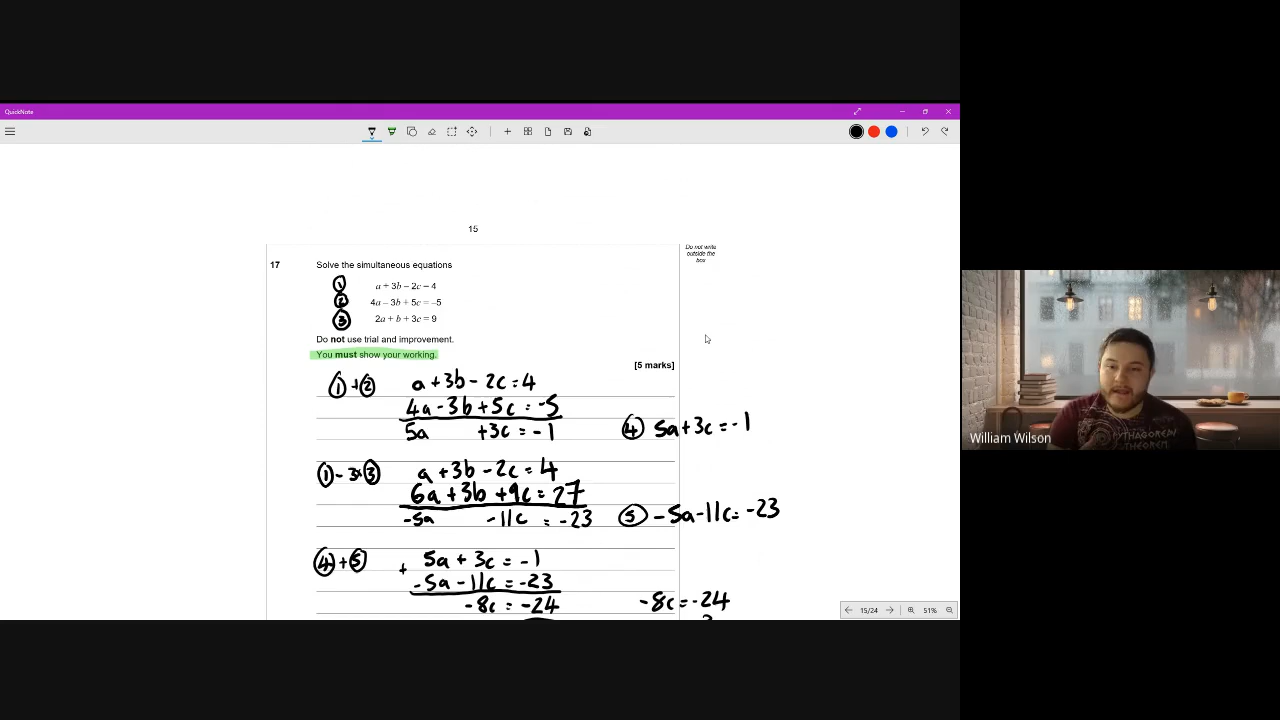 QuickNote
15
Do not write
outside the
box
17 Solve the simultaneous equations
① a + 3b − 2c = 4
② 4a − 3b + 5c = −5
③ 2a + b + 3c = 9
Do not use trial and improvement.
You must show your working.
[5 marks]
①+② a+3b-2c=4
4a-3b+5c=-5
5a +3c=-1 ④ 5a+3c=-1
①-3×③ a+3b-2c=4
6a+3b+9c=27
-5a -11c=-23 ⑤ -5a-11c=-23
④+⑤ + 5a+3c=-1
-5a-11c=-23
-8c=-24 -8c=-24
15/24 51%
William Wilson
PYTHAGOREAN
THEOREM